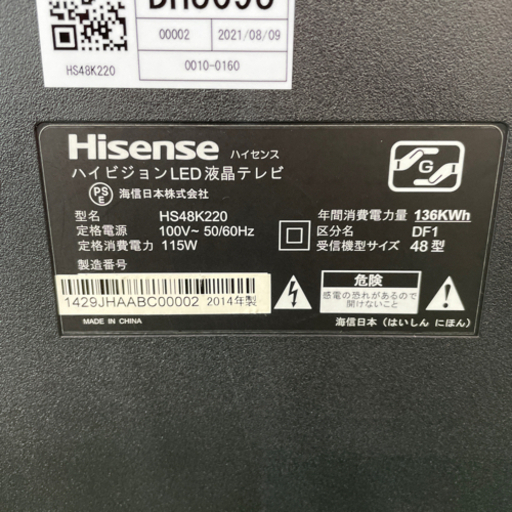 00002
2021/08/09
HS48K220
0010-0160
Hisense ハイセンス
ハイビジョンLED液晶テレビ
PS
E
海信日本株式会社
G
型名 HS48K220
定格電源 100V~ 50/60Hz
定格消費電力 115W
製造番号
年間消費電力量 136KWh
区分名 DF1
受信機型サイズ 48 型
1429JHAABC00002 2014年製
MADE IN CHINA
危険
感電の恐れがあるので
開けないこと
海信日本（はいしん にほん）